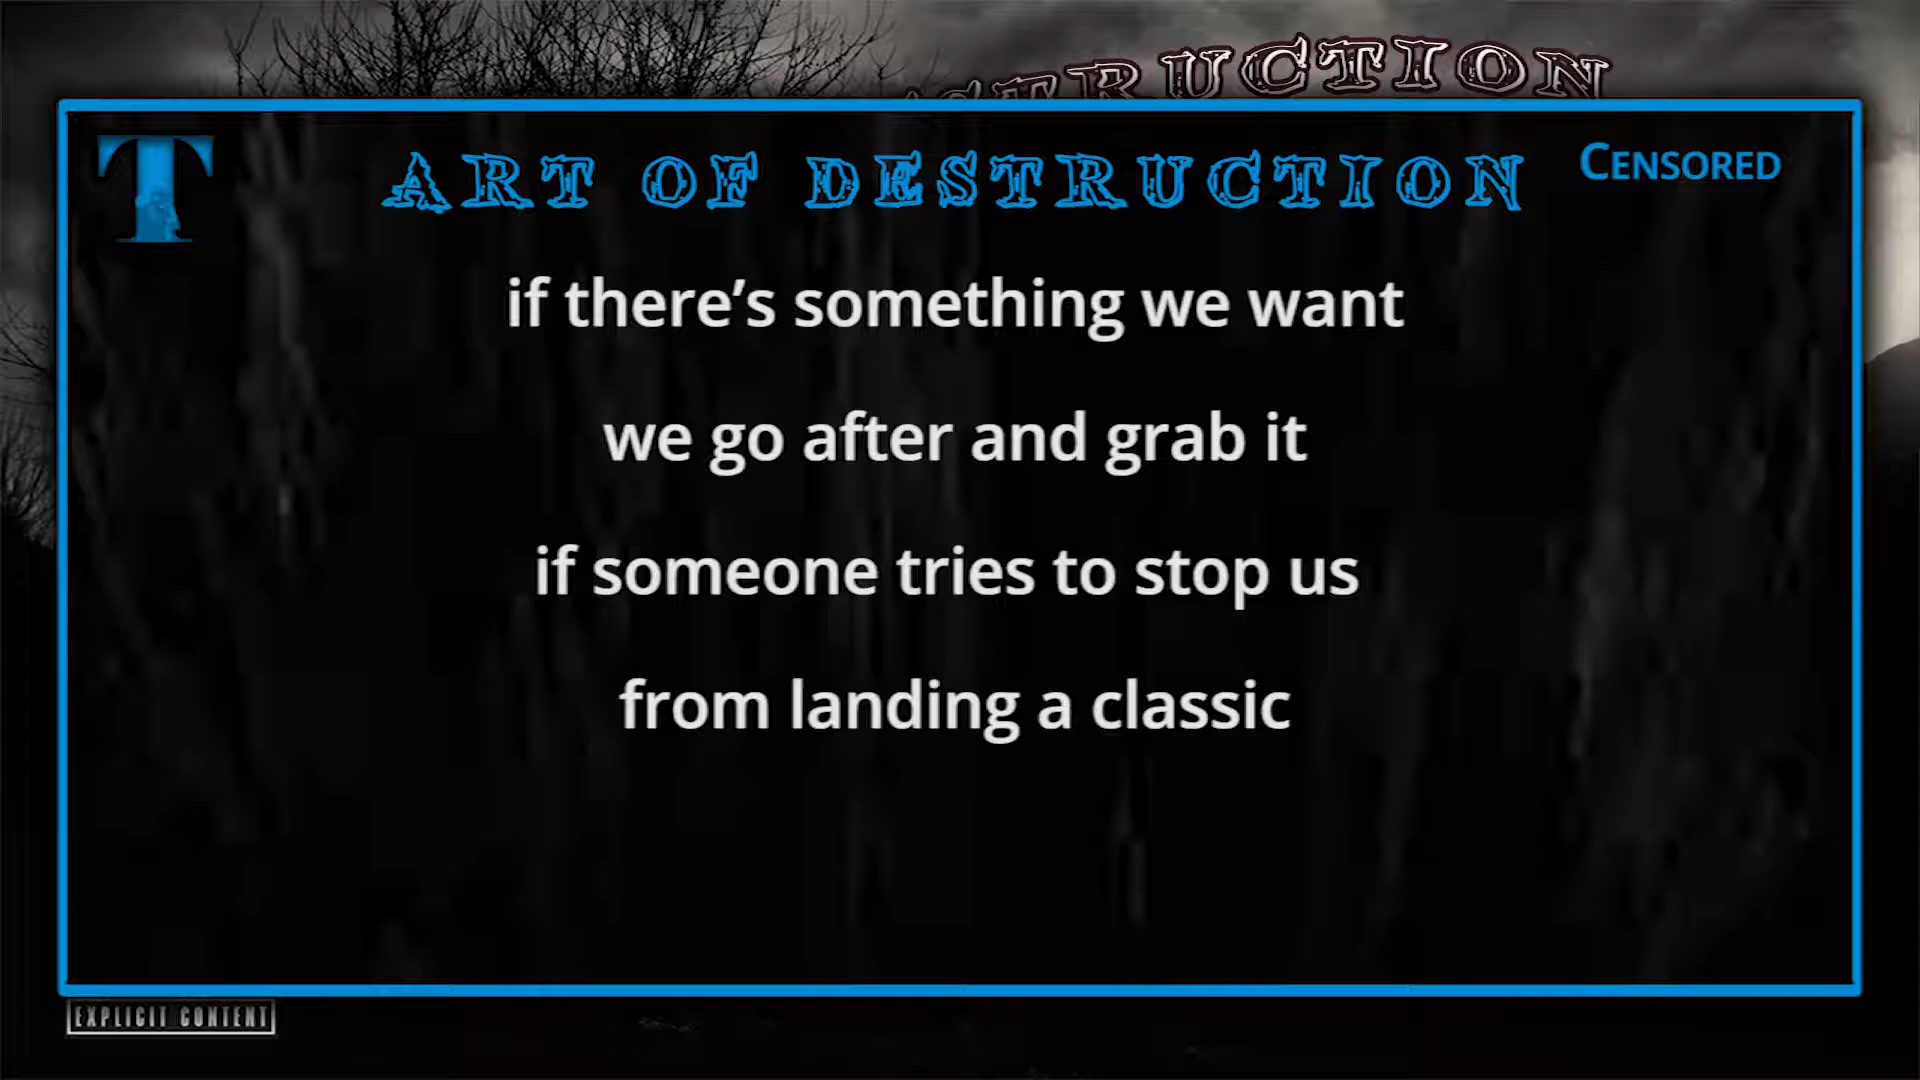 STRUCTION
T
ART OF DESTRUCTION
Censored
if there’s something we want
we go after and grab it
if someone tries to stop us
from landing a classic
EXPLICIT CONTENT